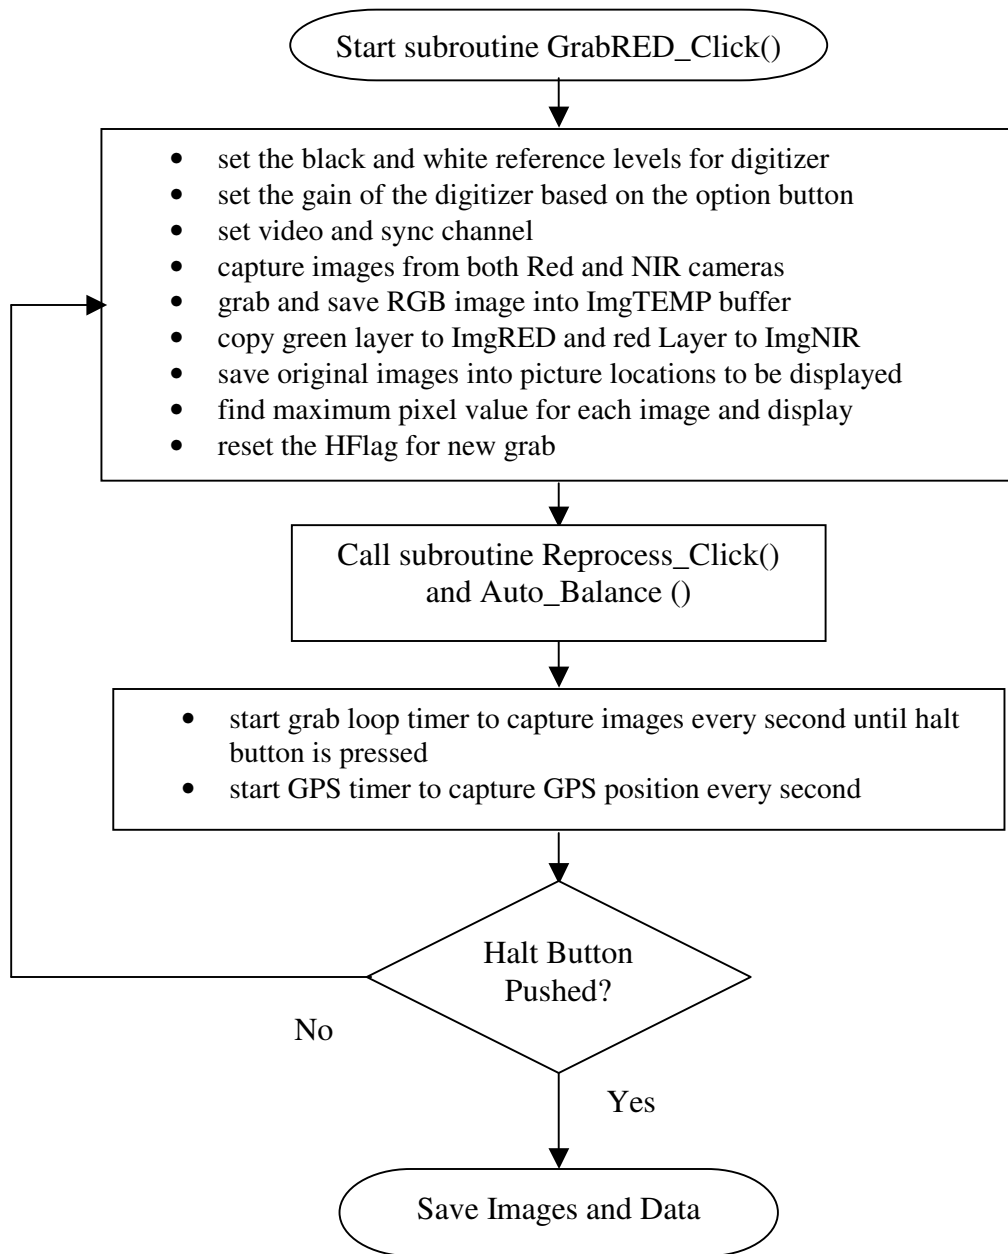 Start subroutine GrabRED_Click()
• set the black and white reference levels for digitizer
• set the gain of the digitizer based on the option button
• set video and sync channel
• capture images from both Red and NIR cameras
• grab and save RGB image into ImgTEMP buffer
• copy green layer to ImgRED and red Layer to ImgNIR
• save original images into picture locations to be displayed
• find maximum pixel value for each image and display
• reset the HFlag for new grab
Call subroutine Reprocess_Click()
and Auto_Balance ()
• start grab loop timer to capture images every second until halt
button is pressed
• start GPS timer to capture GPS position every second
Halt Button
Pushed?
No
Yes
Save Images and Data